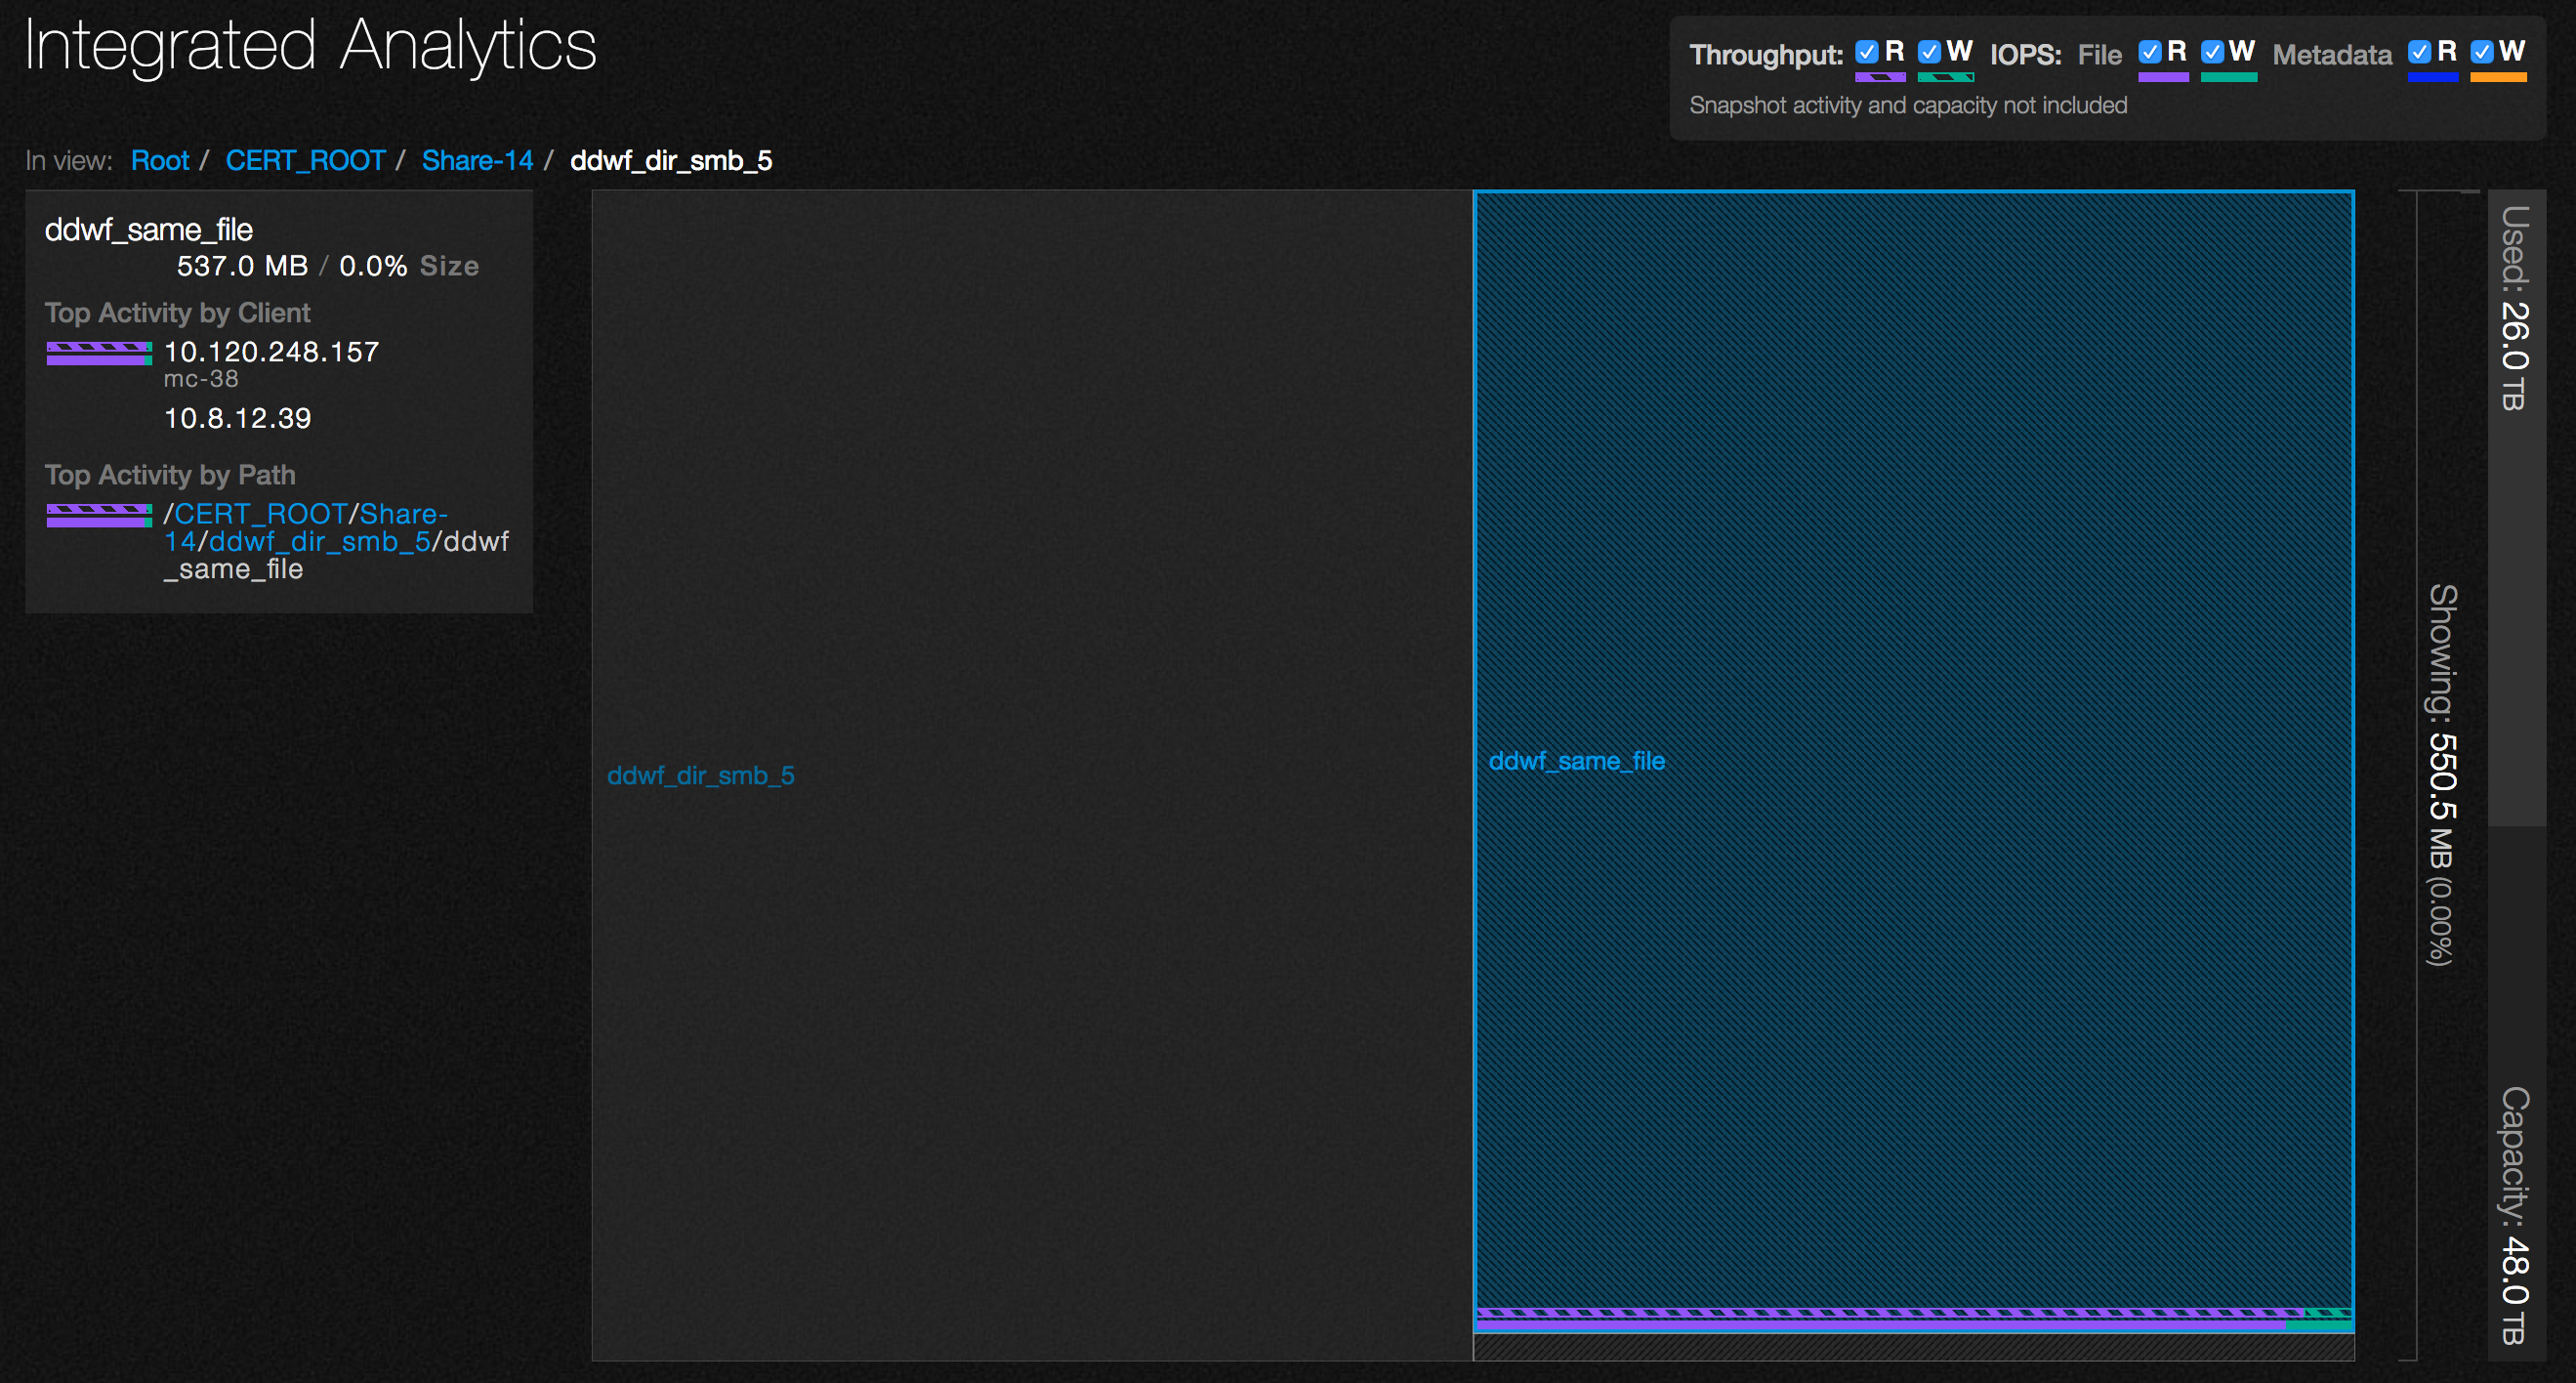 Integrated Analytics
Throughput: R W IOPS: File R W Metadata R W
Snapshot activity and capacity not included
In view: Root / CERT_ROOT / Share-14 / ddwf_dir_smb_5
ddwf_same_file
537.0 MB / 0.0% Size
Top Activity by Client
10.120.248.157
mc-38
10.8.12.39
Top Activity by Path
/CERT_ROOT/Share-
14/ddwf_dir_smb_5/ddwf
_same_file
ddwf_dir_smb_5
ddwf_same_file
Showing: 550.5 MB (0.00%)
Used: 26.0 TB
Capacity: 48.0 TB